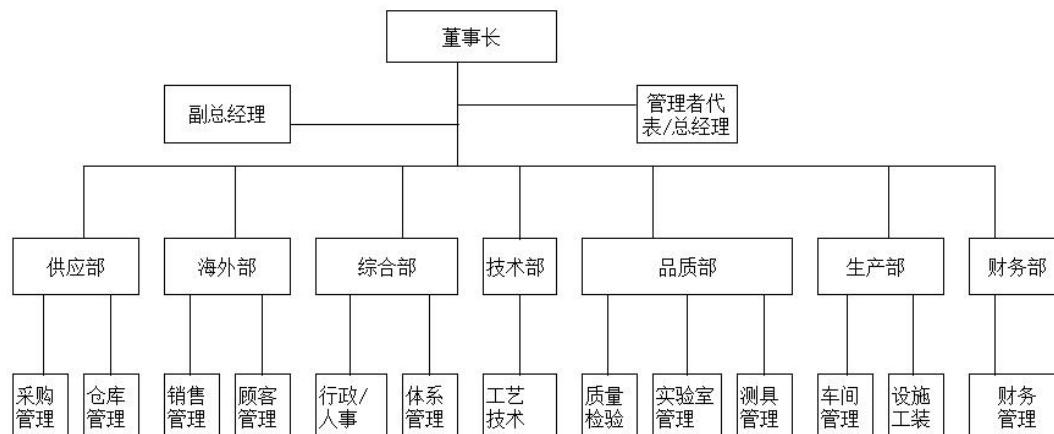 董事长
副总经理
管理者代
表/总经理
供应部
海外部
综合部
技术部
品质部
生产部
财务部
采购
管理
仓库
管理
销售
管理
顾客
管理
行政/
人事
体系
管理
工艺
技术
质量
检验
实验室
管理
测具
管理
车间
管理
设施
工装
财务
管理